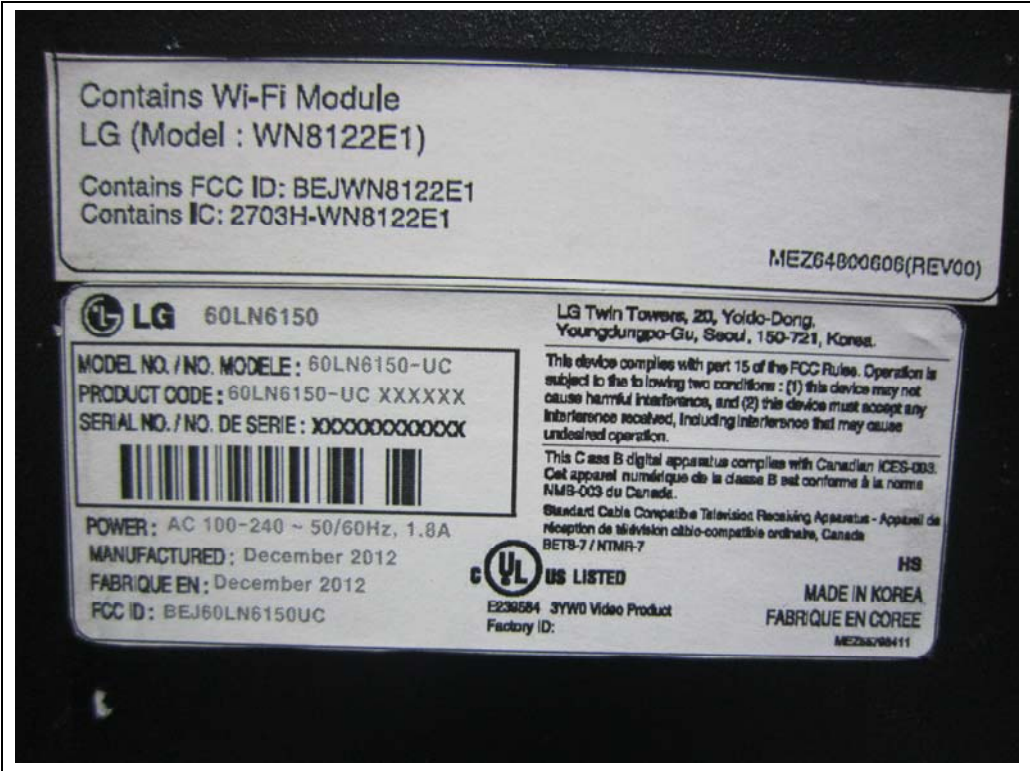 Contains Wi-Fi Module
LG (Model : WN8122E1)
Contains FCC ID: BEJWN8122E1
Contains IC: 2703H-WN8122E1
MEZ64800606(REV00)
LG 60LN6150
MODEL NO. / NO. MODELE : 60LN6150-UC
PRODUCT CODE : 60LN6150-UC XXXXXX
SERIAL NO. / NO. DE SERIE : XXXXXXXXXXXX
POWER : AC 100-240 ~ 50/60Hz, 1.8A
MANUFACTURED : December 2012
FABRIQUE EN : December 2012
FCC ID : BEJ60LN6150UC
LG Twin Towers, 20, Yoido-Dong,
Youngdungpo-Gu, Seoul, 150-721, Korea.
This device complies with part 15 of the FCC Rules. Operation is
subject to the fo lowing two conditions : (1) this device may not
cause harmful interference, and (2) this device must accept any
interference received, including interference that may cause
undesired operation.
This C ass B digital apparatus complies with Canadian ICES-003.
Cet appareil numérique de la classe B est conforme à la norme
NMB-003 du Canada.
Standard Cable Compatible Television Receiving Apparatus - Appareil de
réception de télévision câblo-compatible ordinaire, Canada
BETS-7 / NTMR-7
C UL US LISTED
E239584 3YW0 Video Product
Factory ID:
HS
MADE IN KOREA
FABRIQUE EN COREE